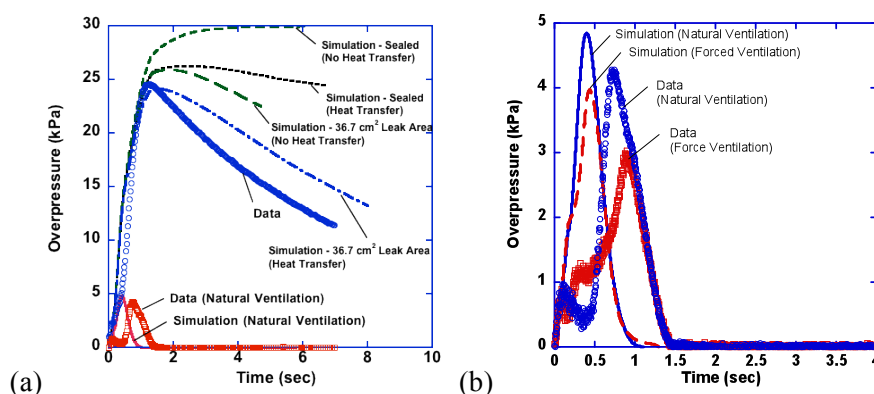 30
25
20
15
10
5
0
Overpressure (kPa)
0
2
4
6
8
10
Time (sec)
Simulation - Sealed
(No Heat Transfer)
Simulation - Sealed
(Heat Transfer)
Simulation - 36.7 cm² Leak Area
(No Heat Transfer)
Data
Simulation - 36.7 cm² Leak Area
(Heat Transfer)
Data (Natural Ventilation)
Simulation (Natural Ventilation)
(a)
5
4
3
2
1
0
Overpressure (kPa)
0
0.5
1
1.5
2
2.5
3
3.5
4
Time (sec)
Simulation (Natural Ventilation)
Simulation (Forced Ventilation)
Data
(Natural Ventilation)
Data
(Force Ventilation)
(b)